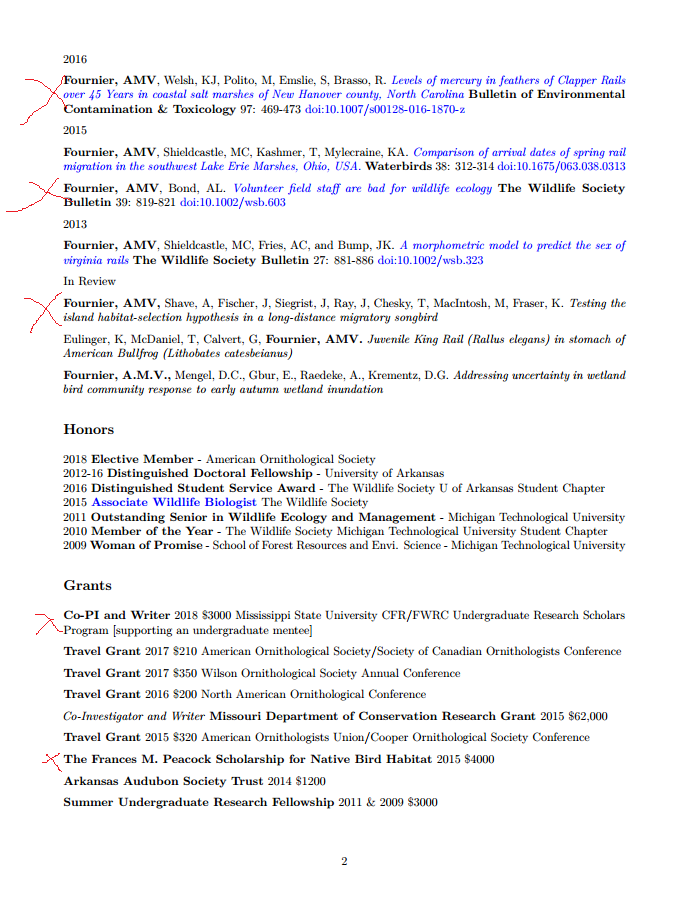 2016
Fournier, AMV, Welsh, KJ, Polito, M, Emslie, S, Brasso, R. Levels of mercury in feathers of Clapper Rails
over 45 Years in coastal salt marshes of New Hanover county, North Carolina Bulletin of Environmental
Contamination & Toxicology 97: 469-473 doi:10.1007/s00128-016-1870-z
2015
Fournier, AMV, Shieldcastle, MC, Kashmer, T, Mylecraine, KA. Comparison of arrival dates of spring rail
migration in the southwest Lake Erie Marshes, Ohio, USA. Waterbirds 38: 312-314 doi:10.1675/063.038.0313
Fournier, AMV, Bond, AL. Volunteer field staff are bad for wildlife ecology The Wildlife Society
Bulletin 39: 819-821 doi:10.1002/wsb.603
2013
Fournier, AMV, Shieldcastle, MC, Fries, AC, and Bump, JK. A morphometric model to predict the sex of
virginia rails The Wildlife Society Bulletin 27: 881-886 doi:10.1002/wsb.323
In Review
Fournier, AMV, Shave, A, Fischer, J, Siegrist, J, Ray, J, Chesky, T, MacIntosh, M, Fraser, K. Testing the
island habitat-selection hypothesis in a long-distance migratory songbird
Eulinger, K, McDaniel, T, Calvert, G, Fournier, AMV. Juvenile King Rail (Rallus elegans) in stomach of
American Bullfrog (Lithobates catesbeianus)
Fournier, A.M.V., Mengel, D.C., Gbur, E., Raedeke, A., Krementz, D.G. Addressing uncertainty in wetland
bird community response to early autumn wetland inundation
Honors
2018 Elective Member - American Ornithological Society
2012-16 Distinguished Doctoral Fellowship - University of Arkansas
2016 Distinguished Student Service Award - The Wildlife Society U of Arkansas Student Chapter
2015 Associate Wildlife Biologist The Wildlife Society
2011 Outstanding Senior in Wildlife Ecology and Management - Michigan Technological University
2010 Member of the Year - The Wildlife Society Michigan Technological University Student Chapter
2009 Woman of Promise - School of Forest Resources and Envi. Science - Michigan Technological University
Grants
Co-PI and Writer 2018 $3000 Mississippi State University CFR/FWRC Undergraduate Research Scholars
Program [supporting an undergraduate mentee]
Travel Grant 2017 $210 American Ornithological Society/Society of Canadian Ornithologists Conference
Travel Grant 2017 $350 Wilson Ornithological Society Annual Conference
Travel Grant 2016 $200 North American Ornithological Conference
Co-Investigator and Writer Missouri Department of Conservation Research Grant 2015 $62,000
Travel Grant 2015 $320 American Ornithologists Union/Cooper Ornithological Society Conference
The Frances M. Peacock Scholarship for Native Bird Habitat 2015 $4000
Arkansas Audubon Society Trust 2014 $1200
Summer Undergraduate Research Fellowship 2011 & 2009 $3000
2